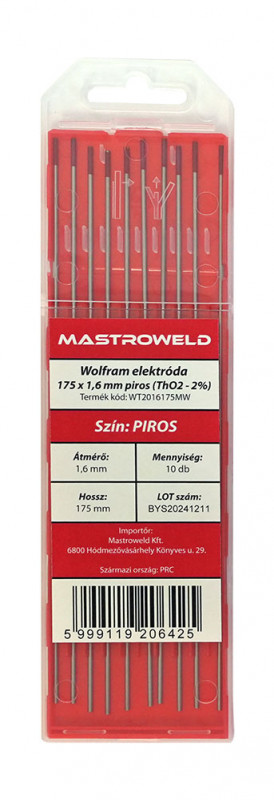 MASTROWELD
Wolfram elektróda
175 x 1,6 mm piros (ThO2 - 2%)
Termék kód: WT2016175MW
Szín: PIROS
Átmérő:
1,6 mm
Mennyiség:
10 db
Hossz:
175 mm
LOT szám:
BYS20241211
Importőr:
Mastroweld Kft.
6800 Hódmezővásárhely Könyves u. 29.
Származi ország: PRC
5 999119 206425